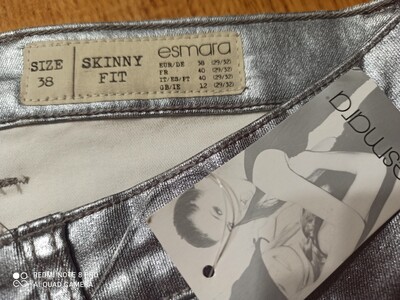 SIZE
38
SKINNY
FIT
esmara
EUR/DE 38 (29/32)
FR 40 (29/32)
IT/ES/PT 40 (29/32)
GB/IE 12 (29/32)
esmara
REDMI NOTE 8 PRO
AI QUAD CAMERA